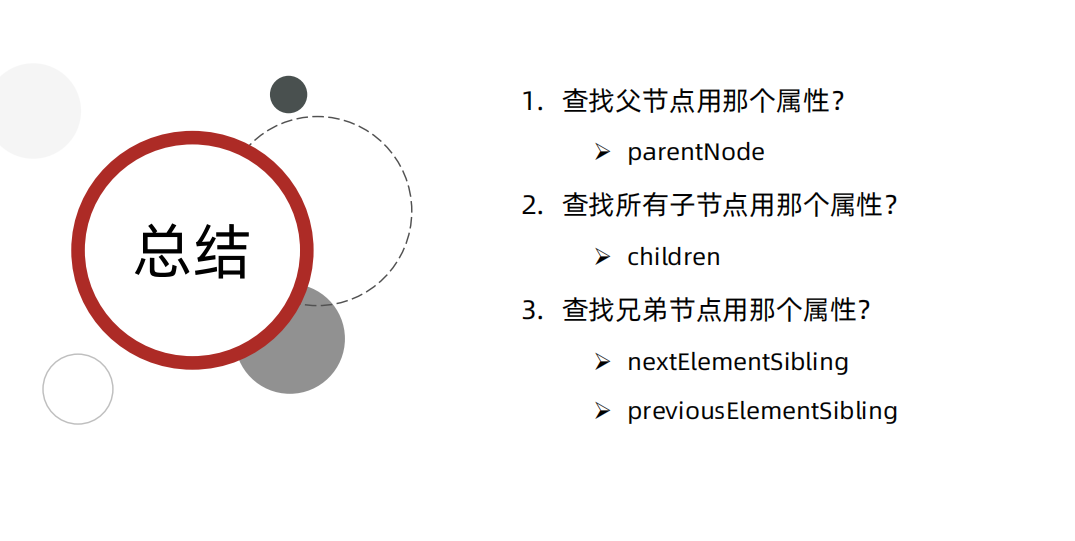 总结
1. 查找父节点用那个属性？
➢ parentNode
2. 查找所有子节点用那个属性？
➢ children
3. 查找兄弟节点用那个属性？
➢ nextElementSibling
➢ previousElementSibling